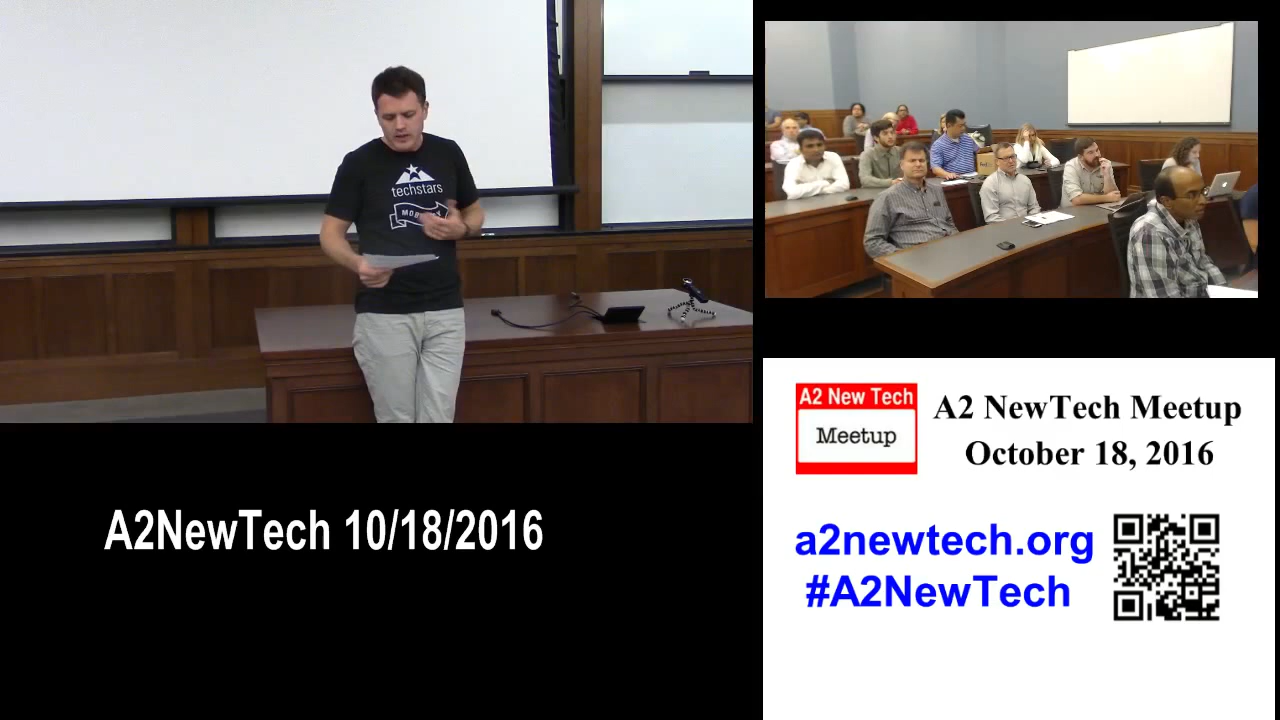 techstars
A2NewTech 10/18/2016
A2 New Tech
Meetup
A2 NewTech Meetup
October 18, 2016
a2newtech.org
#A2NewTech